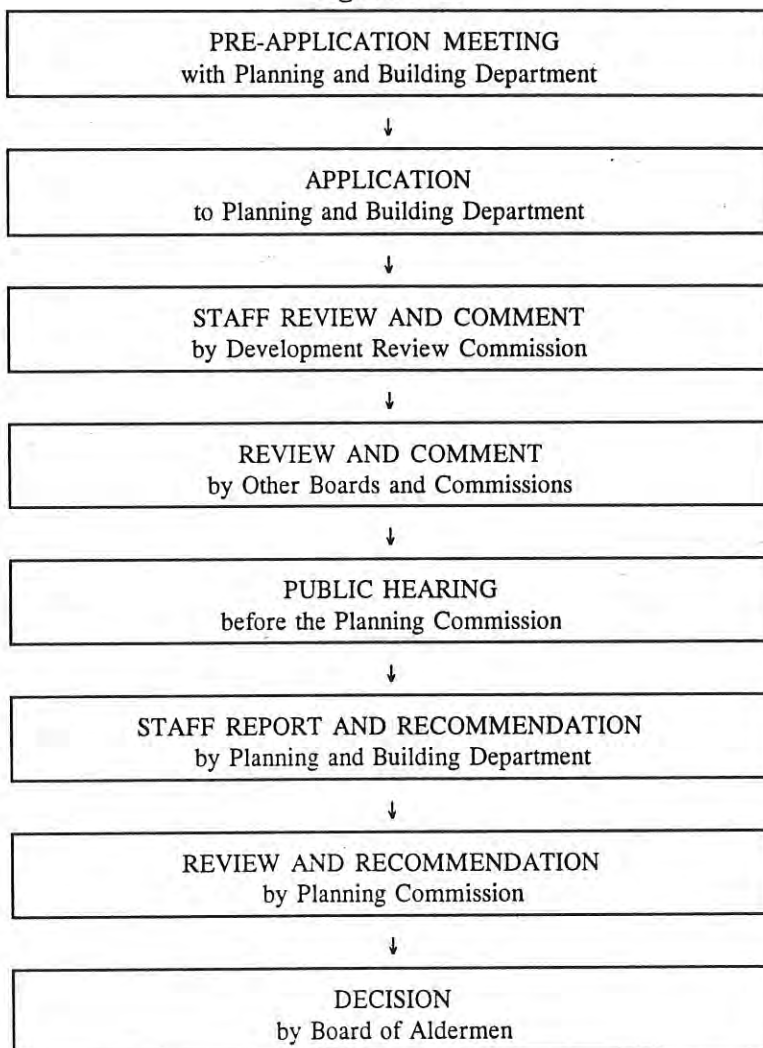 PRE-APPLICATION MEETING
with Planning and Building Department
↓
APPLICATION
to Planning and Building Department
↓
STAFF REVIEW AND COMMENT
by Development Review Commission
↓
REVIEW AND COMMENT
by Other Boards and Commissions
↓
PUBLIC HEARING
before the Planning Commission
↓
STAFF REPORT AND RECOMMENDATION
by Planning and Building Department
↓
REVIEW AND RECOMMENDATION
by Planning Commission
↓
DECISION
by Board of Aldermen